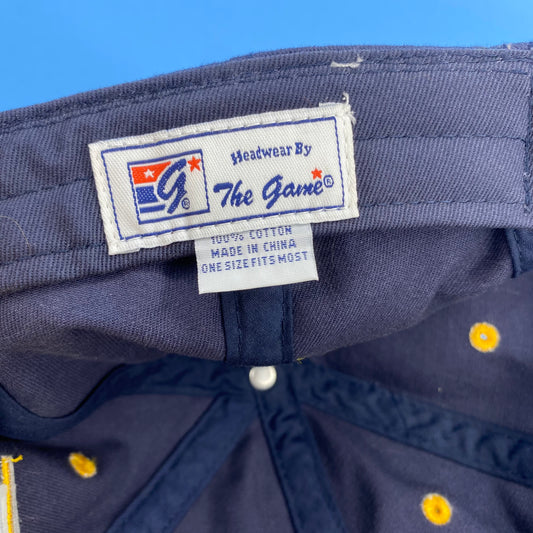 Headwear By
G®
The Game®
100% COTTON
MADE IN CHINA
ONE SIZE FITS MOST